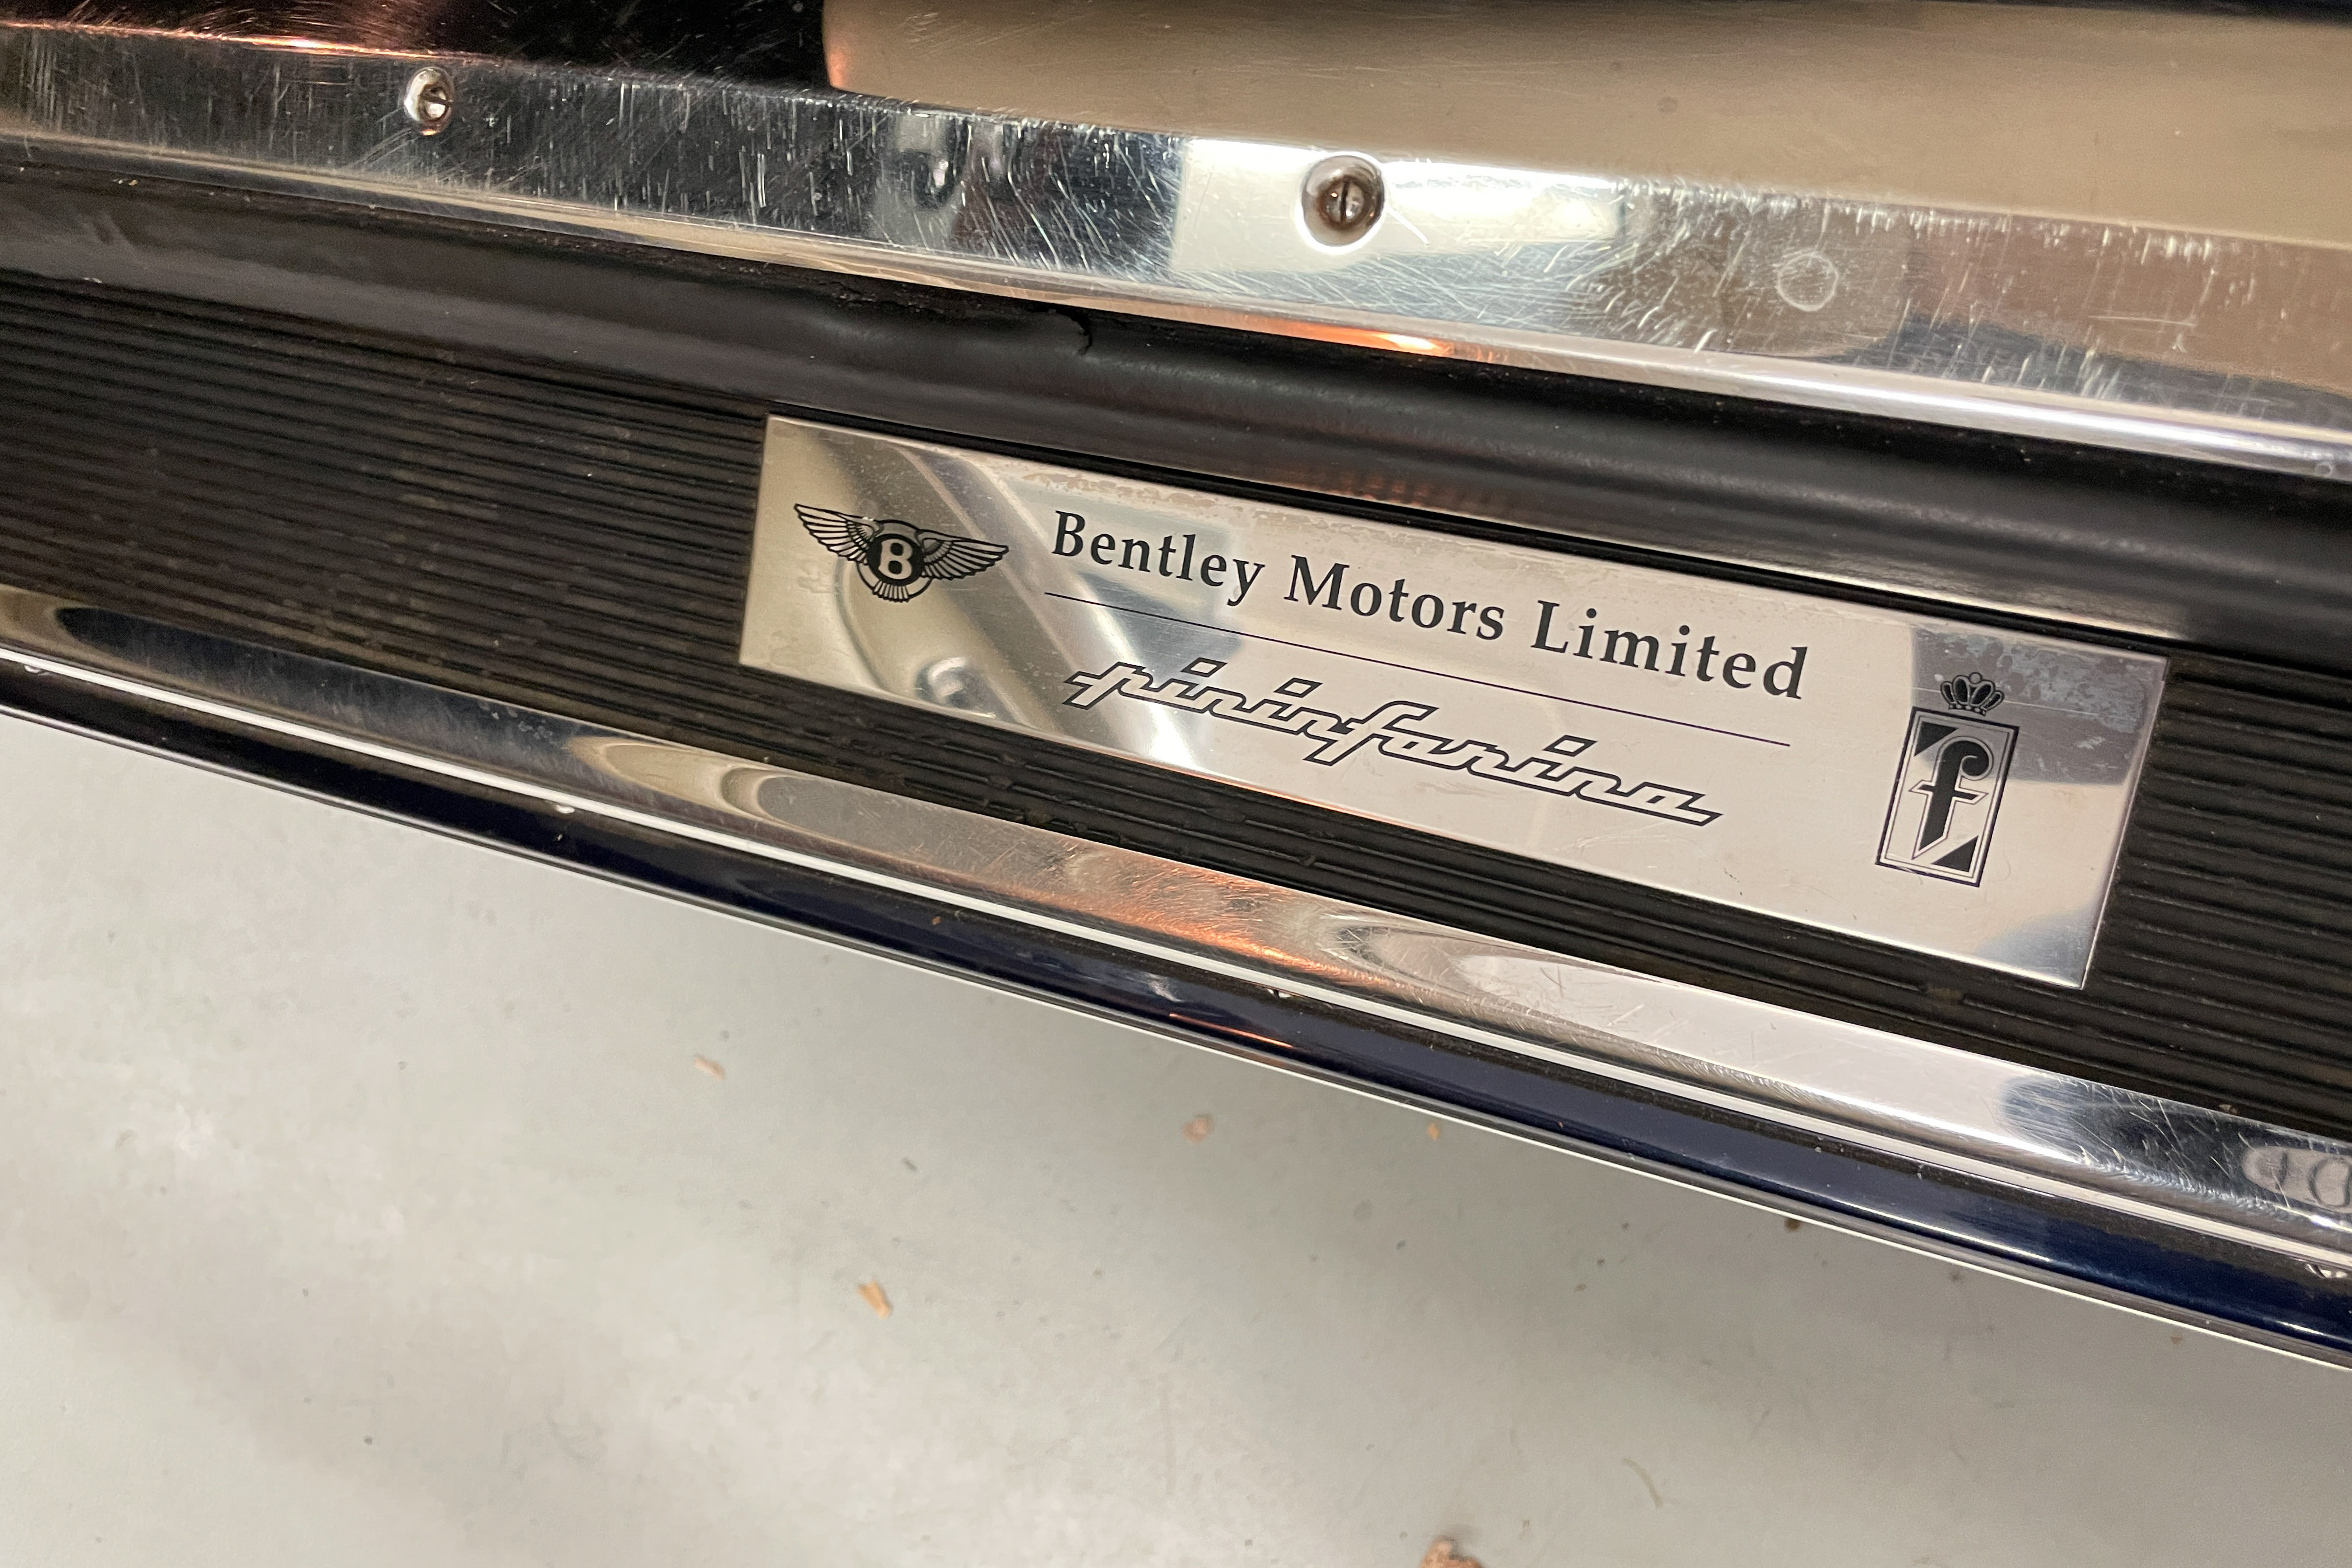 B
Bentley Motors Limited
pininfarina
f